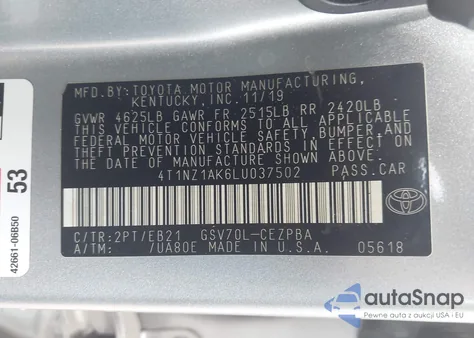 MFD.BY:TOYOTA MOTOR MANUFACTURING,
KENTUCKY,INC.11/19
GVWR 4625LB GAWR FR 2515LB RR 2420LB
THIS VEHICLE CONFORMS TO ALL APPLICABLE
FEDERAL MOTOR VEHICLE SAFETY, BUMPER,AND
THEFT PREVENTION STANDARDS IN EFFECT ON
THE DATE OF MANUFACTURE SHOWN ABOVE.
4T1NZ1AK6LU037502 PASS.CAR
C/TR:2PT/EB21 GSV70L-CEZPBA
A/TM: /UA80E MADE IN U.S.A. 05618
53
42661-06B50
autaSnap
Pewne auta z aukcji USA i EU